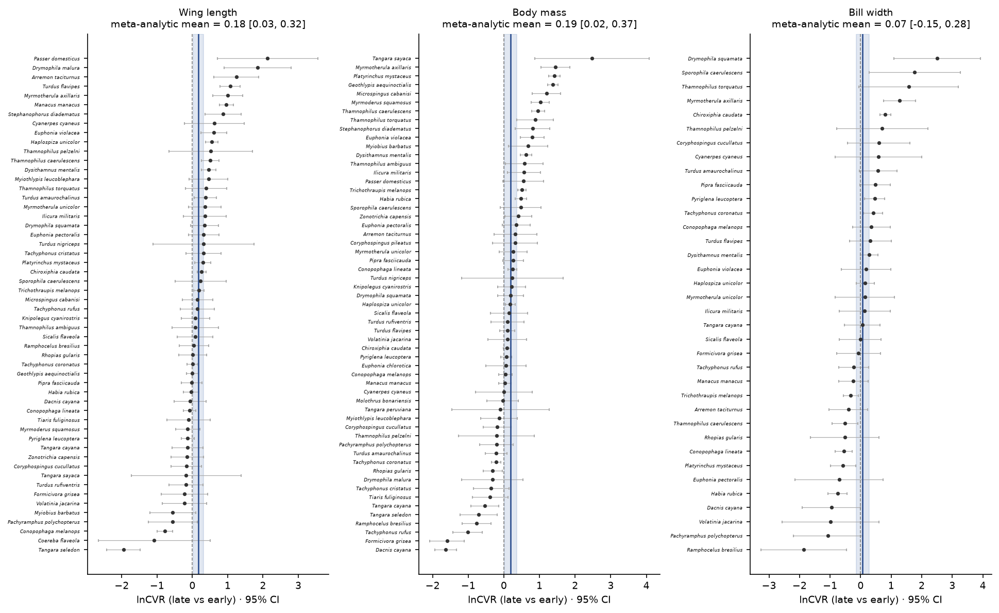 Wing length
meta-analytic mean = 0.18 [0.03, 0.32]
Passer domesticus
Drymophila malura
Arremon taciturnus
Turdus flavipes
Myrmotherula axillaris
Manacus manacus
Stephanophorus diadematus
Cyanerpes cyaneus
Euphonia violacea
Haplospiza unicolor
Thamnophilus pelzelni
Thamnophilus caerulescens
Dysithamnus mentalis
Myiothlypis leucoblephara
Thamnophilus torquatus
Turdus amaurochalinus
Myrmotherula unicolor
Ilicura militaris
Drymophila squamata
Euphonia pectoralis
Turdus nigriceps
Tachyphonus cristatus
Platyrinchus mystaceus
Chiroxiphia caudata
Sporophila caerulescens
Trichothraupis melanops
Microspingus cabanisi
Tachyphonus rufus
Knipolegus cyanirostris
Thamnophilus ambiguus
Sicalis flaveola
Ramphocelus bresilius
Rhopias gularis
Tachyphonus coronatus
Geothlypis aequinoctialis
Pipra fasciicauda
Habia rubica
Dacnis cayana
Conopophaga lineata
Tiaris fuliginosus
Myrmoderus squamosus
Pyriglena leucoptera
Tangara cayana
Zonotrichia capensis
Coryphospingus cucullatus
Tangara sayaca
Turdus rufiventris
Formicivora grisea
Volatinia jacarina
Myiobius barbatus
Pachyramphus polychopterus
Conopophaga melanops
Coereba flaveola
Tangara seledon
−2 −1 0 1 2 3
lnCVR (late vs early) · 95% CI
Body mass
meta-analytic mean = 0.19 [0.02, 0.37]
Tangara sayaca
Myrmotherula axillaris
Platyrinchus mystaceus
Geothlypis aequinoctialis
Microspingus cabanisi
Myrmoderus squamosus
Thamnophilus caerulescens
Thamnophilus torquatus
Stephanophorus diadematus
Euphonia violacea
Myiobius barbatus
Dysithamnus mentalis
Thamnophilus ambiguus
Ilicura militaris
Passer domesticus
Trichothraupis melanops
Habia rubica
Sporophila caerulescens
Zonotrichia capensis
Euphonia pectoralis
Arremon taciturnus
Coryphospingus pileatus
Myrmotherula unicolor
Pipra fasciicauda
Conopophaga lineata
Turdus nigriceps
Knipolegus cyanirostris
Drymophila squamata
Haplospiza unicolor
Sicalis flaveola
Turdus rufiventris
Turdus flavipes
Volatinia jacarina
Chiroxiphia caudata
Pyriglena leucoptera
Euphonia chlorotica
Conopophaga melanops
Manacus manacus
Cyanerpes cyaneus
Molothrus bonariensis
Tangara peruviana
Myiothlypis leucoblephara
Coryphospingus cucullatus
Thamnophilus pelzelni
Pachyramphus polychopterus
Turdus amaurochalinus
Tachyphonus coronatus
Rhopias gularis
Drymophila malura
Tachyphonus cristatus
Tiaris fuliginosus
Tangara cayana
Tangara seledon
Ramphocelus bresilius
Tachyphonus rufus
Formicivora grisea
Dacnis cayana
−2 −1 0 1 2 3 4
lnCVR (late vs early) · 95% CI
Bill width
meta-analytic mean = 0.07 [-0.15, 0.28]
Drymophila squamata
Sporophila caerulescens
Thamnophilus torquatus
Myrmotherula axillaris
Chiroxiphia caudata
Thamnophilus pelzelni
Coryphospingus cucullatus
Cyanerpes cyaneus
Turdus amaurochalinus
Pipra fasciicauda
Pyriglena leucoptera
Tachyphonus coronatus
Conopophaga melanops
Turdus flavipes
Dysithamnus mentalis
Euphonia violacea
Haplospiza unicolor
Myrmotherula unicolor
Ilicura militaris
Tangara cayana
Sicalis flaveola
Formicivora grisea
Tachyphonus rufus
Manacus manacus
Trichothraupis melanops
Arremon taciturnus
Thamnophilus caerulescens
Rhopias gularis
Conopophaga lineata
Platyrinchus mystaceus
Euphonia pectoralis
Habia rubica
Dacnis cayana
Volatinia jacarina
Pachyramphus polychopterus
Ramphocelus bresilius
−3 −2 −1 0 1 2 3 4
lnCVR (late vs early) · 95% CI